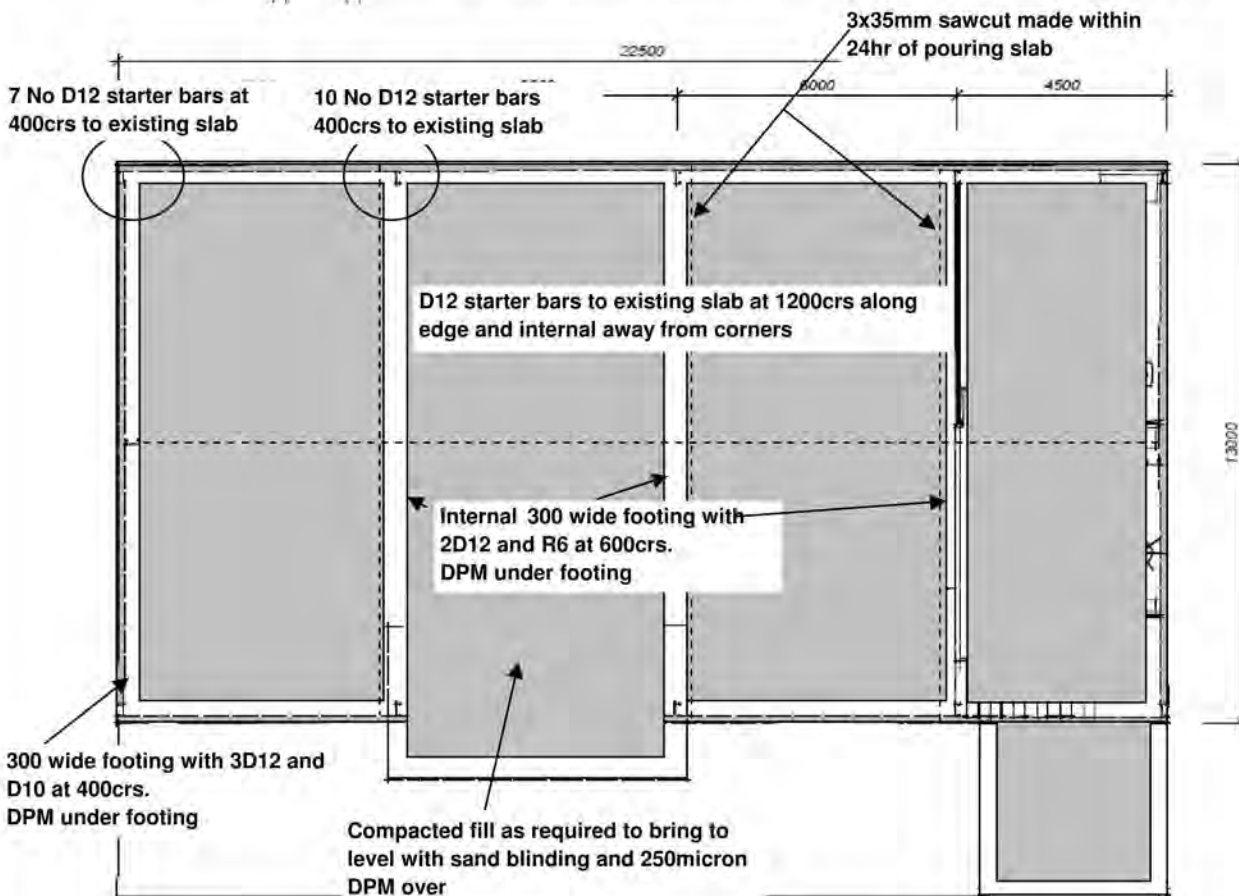 3x35mm sawcut made within
24hr of pouring slab
22500
7 No D12 starter bars at
400crs to existing slab
10 No D12 starter bars
400crs to existing slab
6000
4500
D12 starter bars to existing slab at 1200crs along
edge and internal away from corners
13000
Internal 300 wide footing with
2D12 and R6 at 600crs.
DPM under footing
300 wide footing with 3D12 and
D10 at 400crs.
DPM under footing
Compacted fill as required to bring to
level with sand blinding and 250micron
DPM over